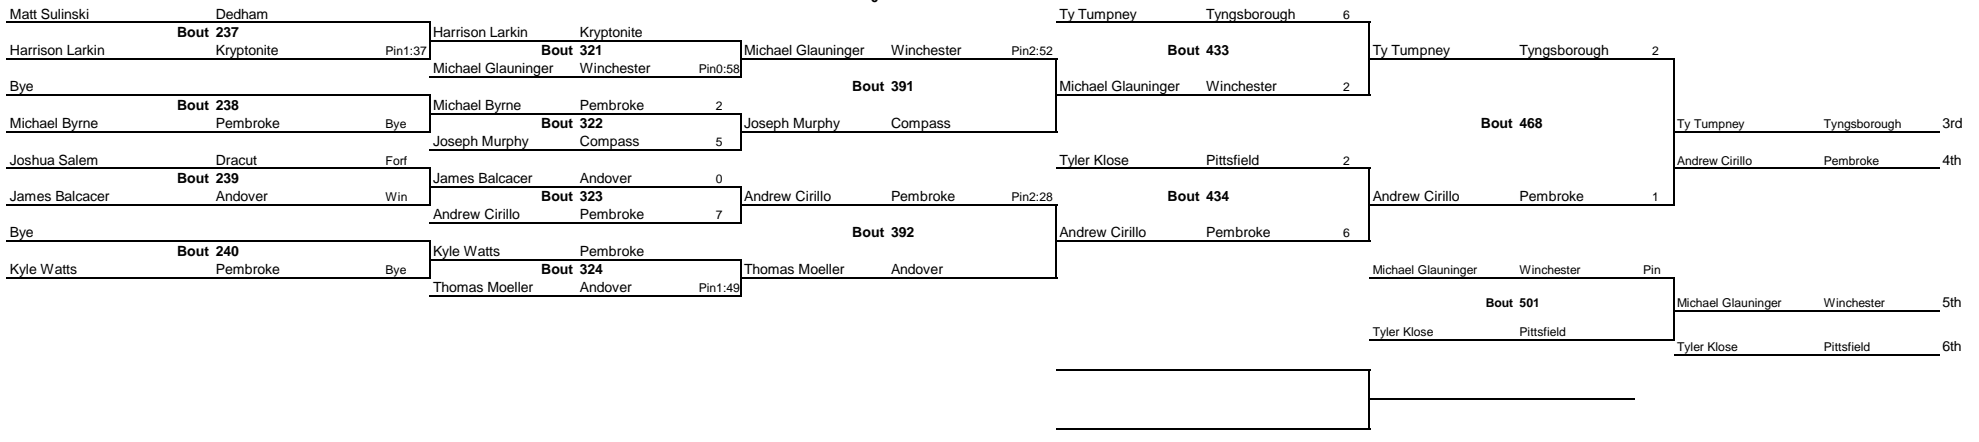 Matt Sulinski Dedham
Bout 237
Harrison Larkin Kryptonite Pin1:37
Bye
Bout 238
Michael Byrne Pembroke Bye
Joshua Salem Dracut Forf
Bout 239
James Balcacer Andover Win
Bye
Bout 240
Kyle Watts Pembroke Bye
Harrison Larkin Kryptonite
Bout 321
Michael Glauninger Winchester Pin0:58
Michael Byrne Pembroke 2
Bout 322
Joseph Murphy Compass 5
James Balcacer Andover 0
Bout 323
Andrew Cirillo Pembroke 7
Kyle Watts Pembroke
Bout 324
Thomas Moeller Andover Pin1:49
Michael Glauninger Winchester Pin2:52
Bout 391
Joseph Murphy Compass
Andrew Cirillo Pembroke Pin2:28
Bout 392
Thomas Moeller Andover
Ty Tumpney Tyngsborough 6
Bout 433
Michael Glauninger Winchester 2
Tyler Klose Pittsfield 2
Bout 434
Andrew Cirillo Pembroke 6
Ty Tumpney Tyngsborough 2
Bout 468
Andrew Cirillo Pembroke 1
Michael Glauninger Winchester Pin
Bout 501
Tyler Klose Pittsfield
Ty Tumpney Tyngsborough 3rd
Andrew Cirillo Pembroke 4th
Michael Glauninger Winchester 5th
Tyler Klose Pittsfield 6th